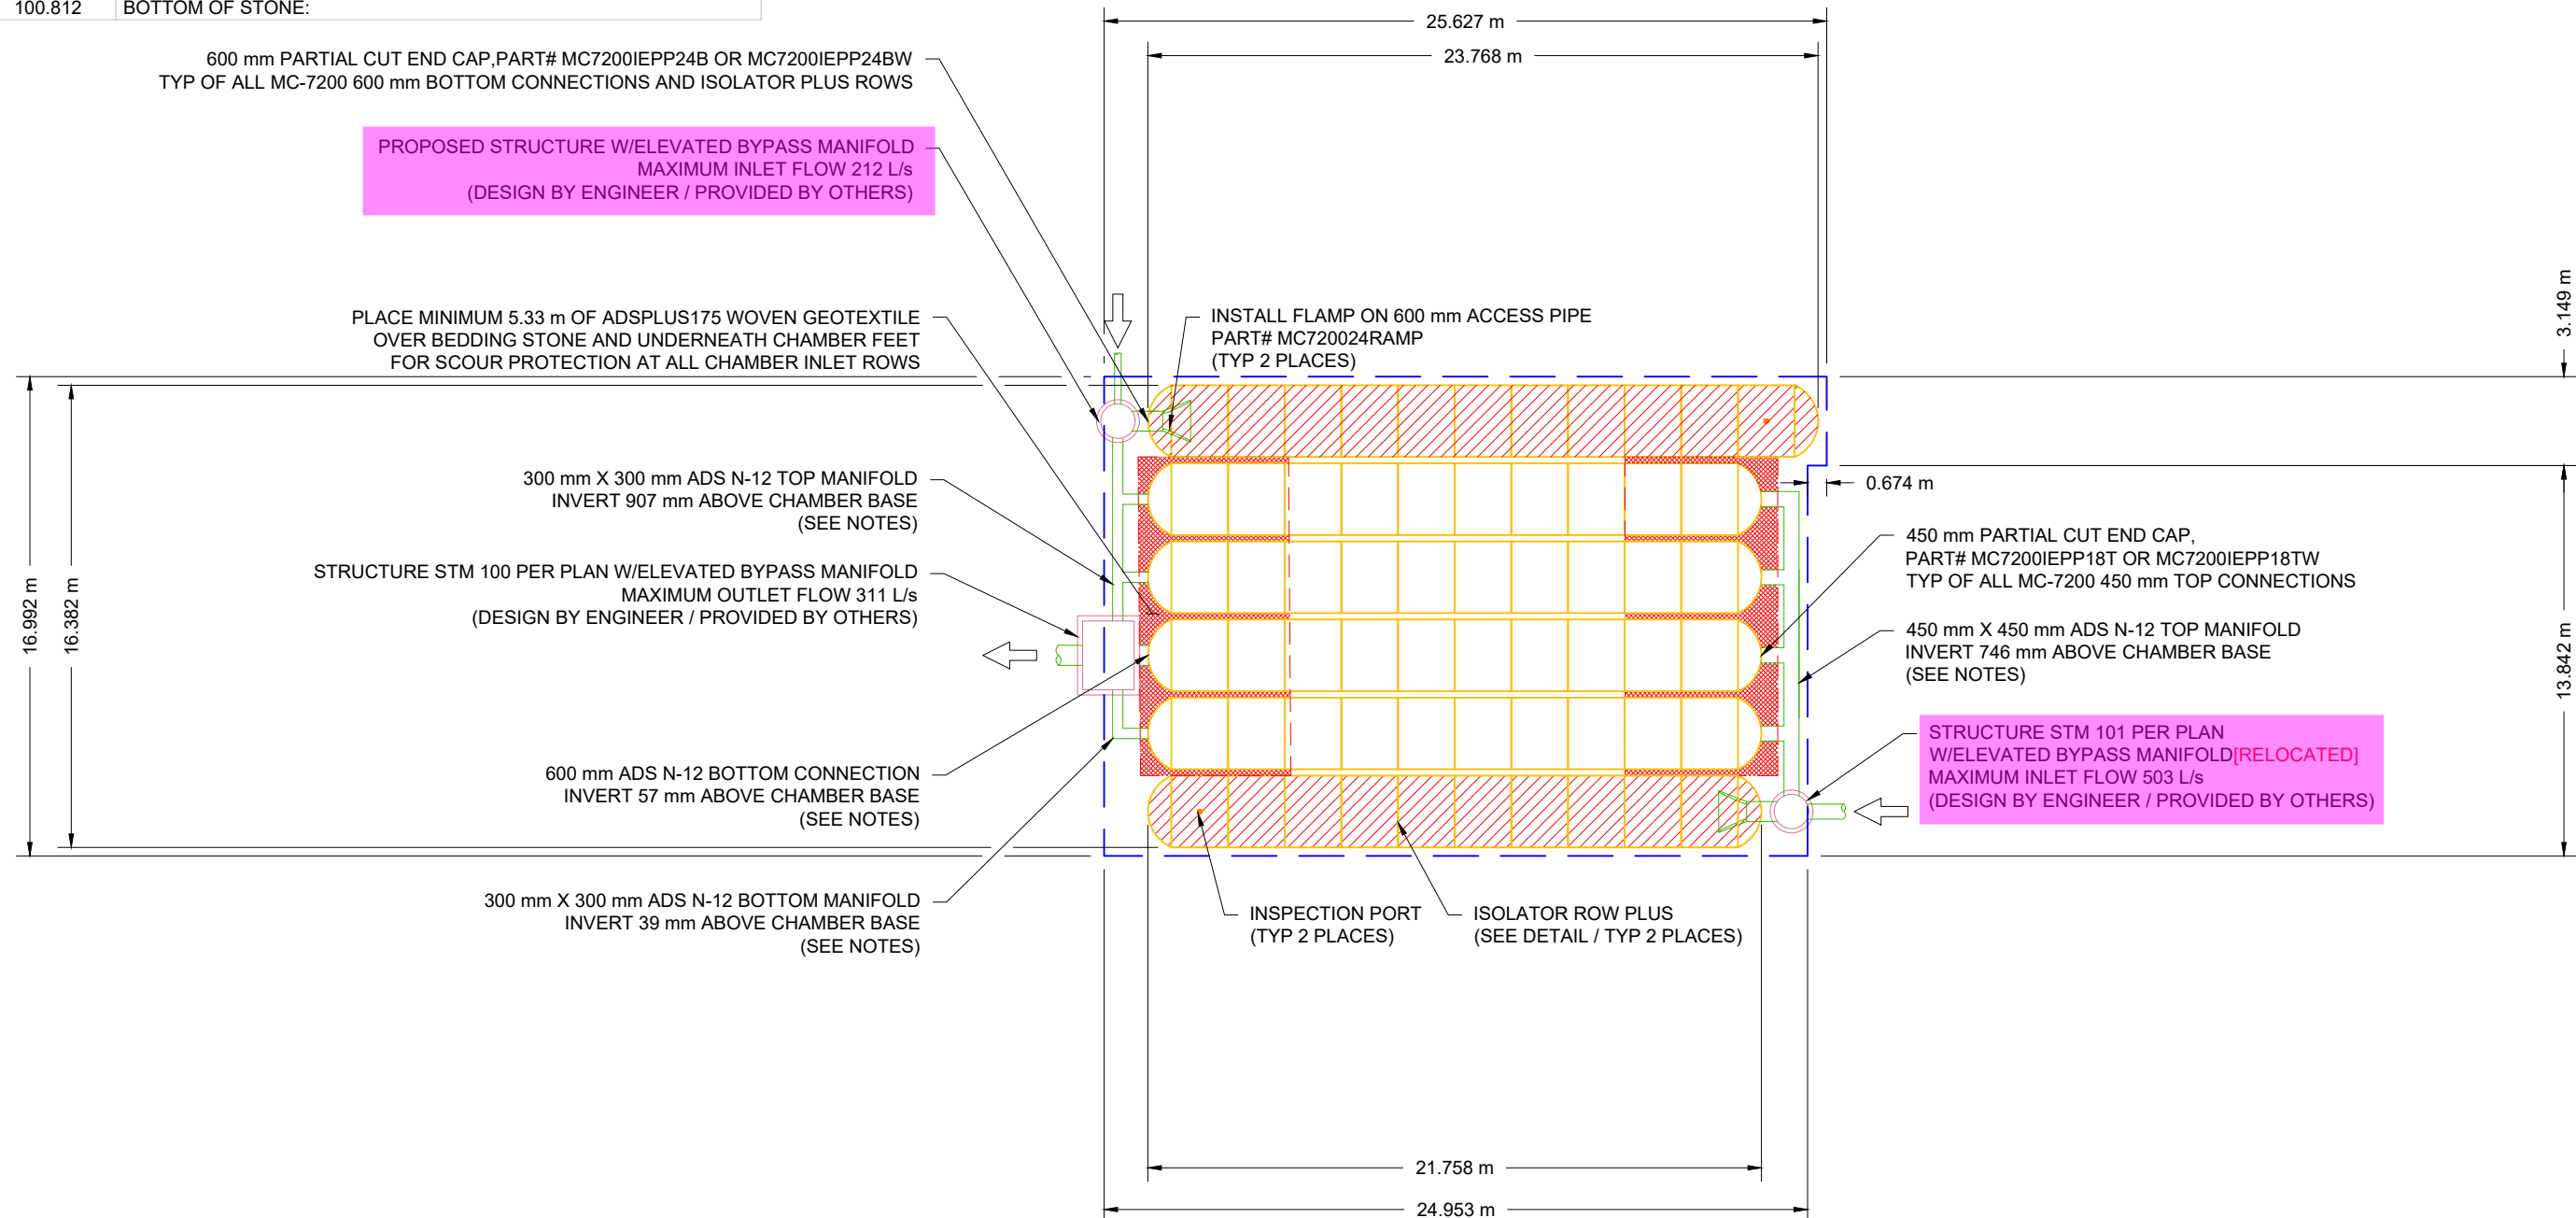 100.812 BOTTOM OF STONE:
25.627 m
23.768 m
600 mm PARTIAL CUT END CAP,PART# MC7200IEPP24B OR MC7200IEPP24BW
TYP OF ALL MC-7200 600 mm BOTTOM CONNECTIONS AND ISOLATOR PLUS ROWS
PROPOSED STRUCTURE W/ELEVATED BYPASS MANIFOLD
MAXIMUM INLET FLOW 212 L/s
(DESIGN BY ENGINEER / PROVIDED BY OTHERS)
PLACE MINIMUM 5.33 m OF ADSPLUS175 WOVEN GEOTEXTILE
OVER BEDDING STONE AND UNDERNEATH CHAMBER FEET
FOR SCOUR PROTECTION AT ALL CHAMBER INLET ROWS
INSTALL FLAMP ON 600 mm ACCESS PIPE
PART# MC720024RAMP
(TYP 2 PLACES)
3.149 m
300 mm X 300 mm ADS N-12 TOP MANIFOLD
INVERT 907 mm ABOVE CHAMBER BASE
(SEE NOTES)
0.674 m
STRUCTURE STM 100 PER PLAN W/ELEVATED BYPASS MANIFOLD
MAXIMUM OUTLET FLOW 311 L/s
(DESIGN BY ENGINEER / PROVIDED BY OTHERS)
450 mm PARTIAL CUT END CAP,
PART# MC7200IEPP18T OR MC7200IEPP18TW
TYP OF ALL MC-7200 450 mm TOP CONNECTIONS
16.992 m
16.382 m
450 mm X 450 mm ADS N-12 TOP MANIFOLD
INVERT 746 mm ABOVE CHAMBER BASE
(SEE NOTES)
13.842 m
600 mm ADS N-12 BOTTOM CONNECTION
INVERT 57 mm ABOVE CHAMBER BASE
(SEE NOTES)
STRUCTURE STM 101 PER PLAN
W/ELEVATED BYPASS MANIFOLD[RELOCATED]
MAXIMUM INLET FLOW 503 L/s
(DESIGN BY ENGINEER / PROVIDED BY OTHERS)
300 mm X 300 mm ADS N-12 BOTTOM MANIFOLD
INVERT 39 mm ABOVE CHAMBER BASE
(SEE NOTES)
INSPECTION PORT
(TYP 2 PLACES)
ISOLATOR ROW PLUS
(SEE DETAIL / TYP 2 PLACES)
21.758 m
24.953 m